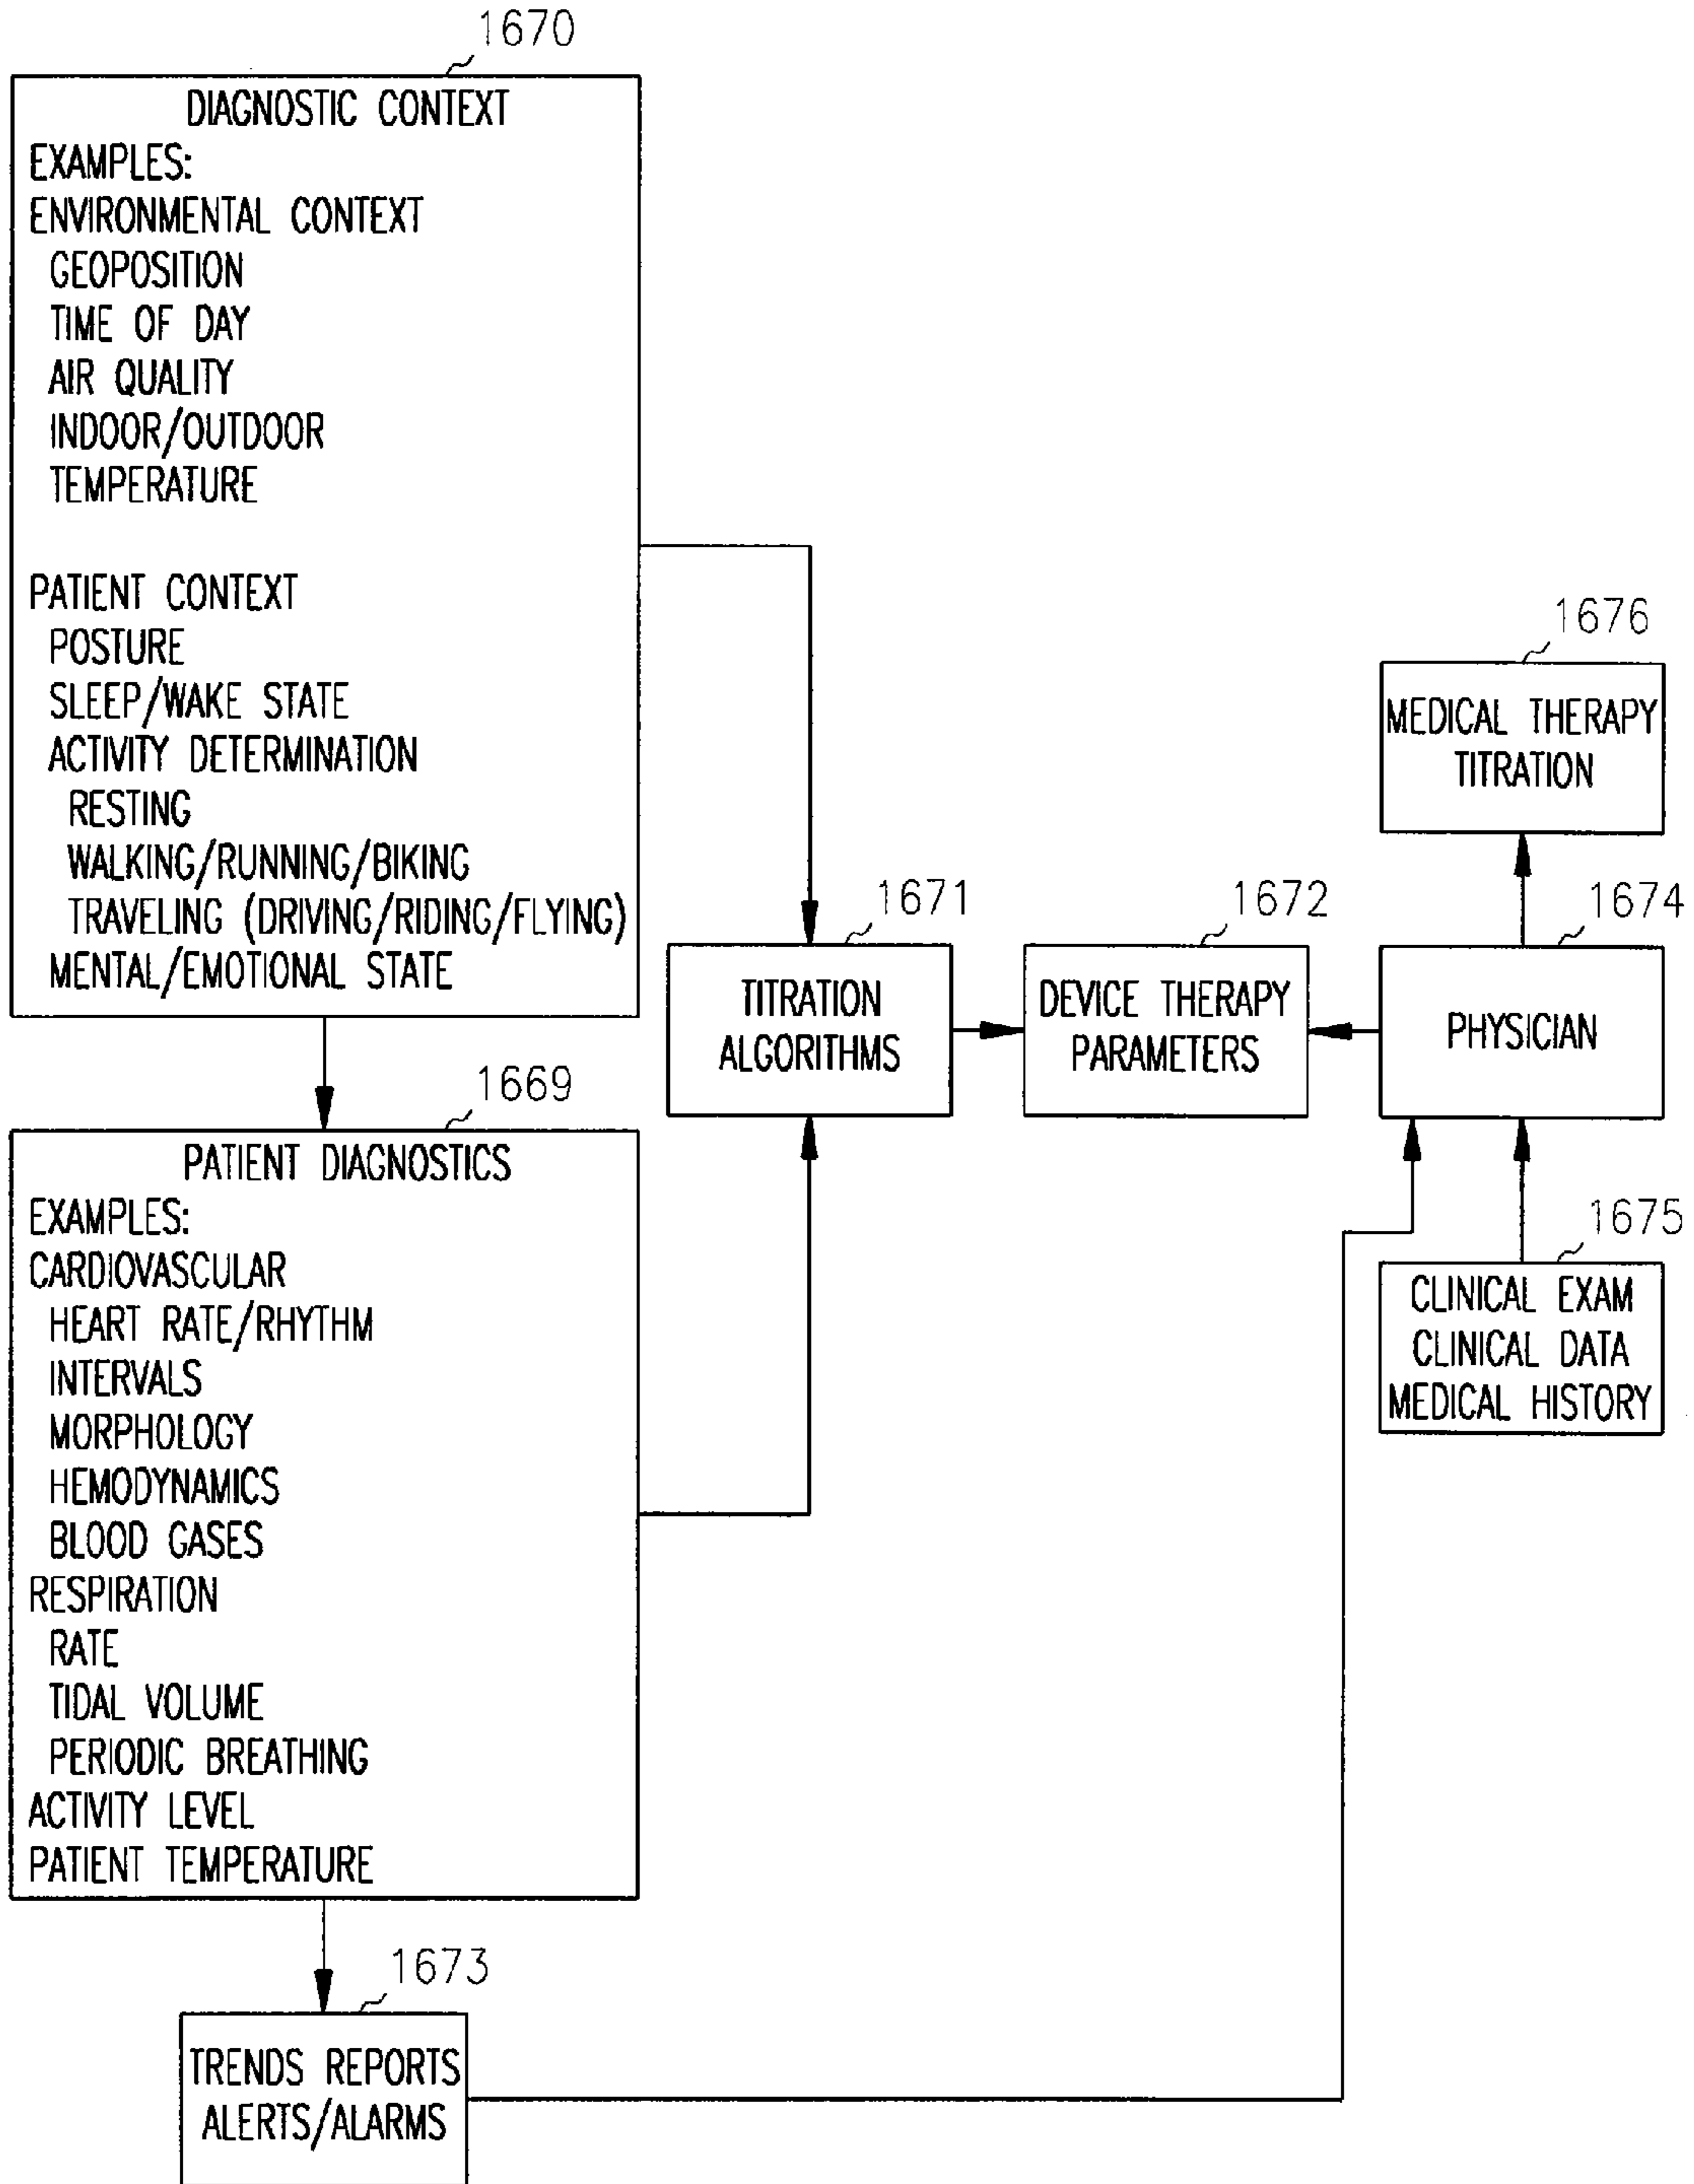 1670
DIAGNOSTIC CONTEXT
EXAMPLES:
ENVIRONMENTAL CONTEXT
GEOPOSITION
TIME OF DAY
AIR QUALITY
INDOOR/OUTDOOR
TEMPERATURE
PATIENT CONTEXT
POSTURE
SLEEP/WAKE STATE
ACTIVITY DETERMINATION
RESTING
WALKING/RUNNING/BIKING
TRAVELING (DRIVING/RIDING/FLYING)
MENTAL/EMOTIONAL STATE
1669
PATIENT DIAGNOSTICS
EXAMPLES:
CARDIOVASCULAR
HEART RATE/RHYTHM
INTERVALS
MORPHOLOGY
HEMODYNAMICS
BLOOD GASES
RESPIRATION
RATE
TIDAL VOLUME
PERIODIC BREATHING
ACTIVITY LEVEL
PATIENT TEMPERATURE
1673
TRENDS REPORTS
ALERTS/ALARMS
1671
TITRATION
ALGORITHMS
1672
DEVICE THERAPY
PARAMETERS
1676
MEDICAL THERAPY
TITRATION
1674
PHYSICIAN
1675
CLINICAL EXAM
CLINICAL DATA
MEDICAL HISTORY